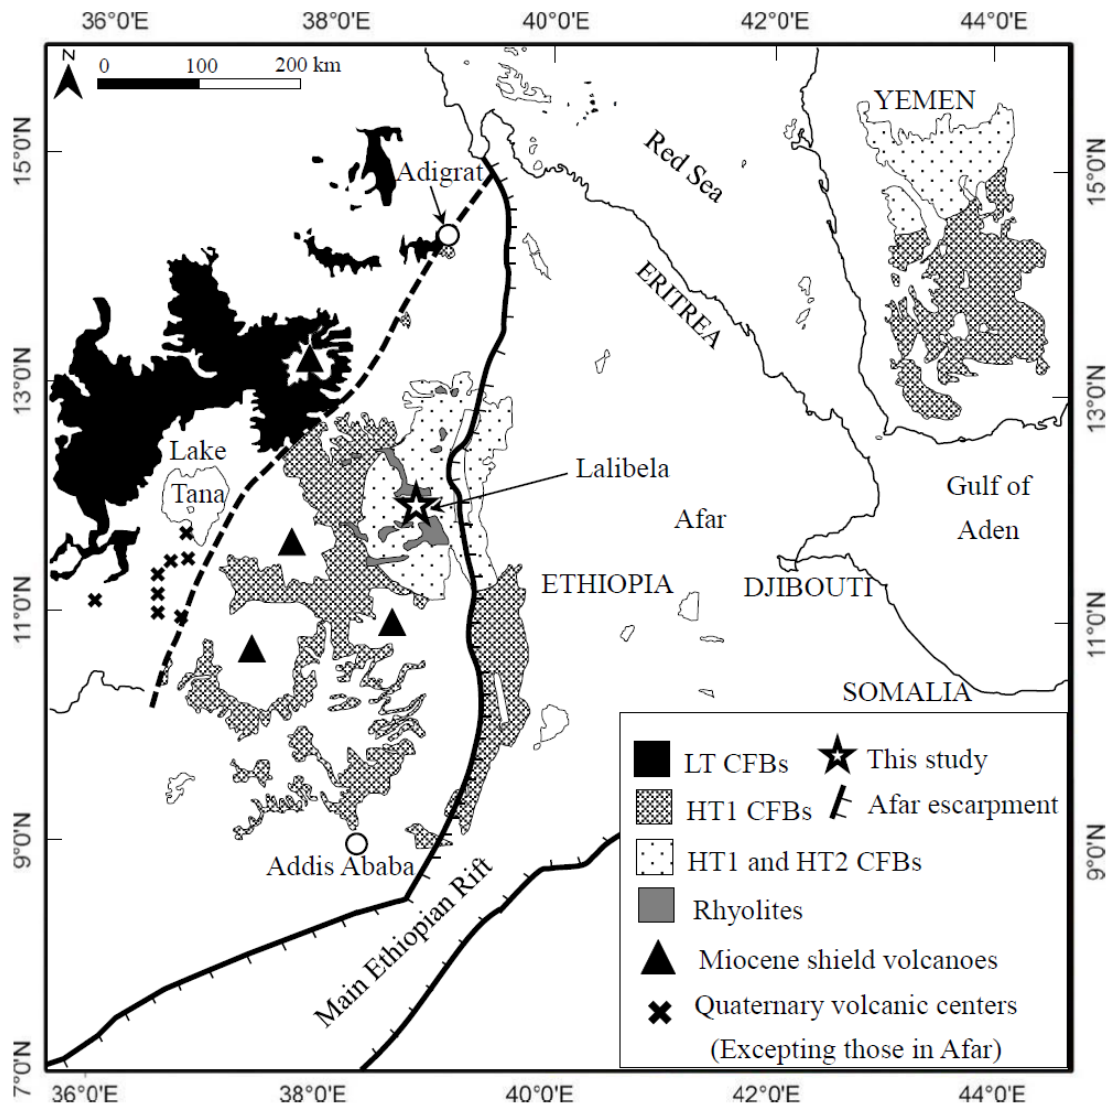 36°0'E 38°0'E 40°0'E 42°0'E 44°0'E
N
0 100 200 km
YEMEN
15°0'N
15°0'N
Red Sea
Adigrat
ERITREA
13°0'N
13°0'N
Lake
Tana
Lalibela
Gulf of
Aden
Afar
ETHIOPIA
DJIBOUTI
11°0'N
11°0'N
SOMALIA
LT CFBs
This study
HT1 CFBs
Afar escarpment
HT1 and HT2 CFBs
Rhyolites
Miocene shield volcanoes
Quaternary volcanic centers
(Excepting those in Afar)
9°0'N
9°0'N
Addis Ababa
Main Ethiopian Rift
7°0'N
36°0'E 38°0'E 40°0'E 42°0'E 44°0'E